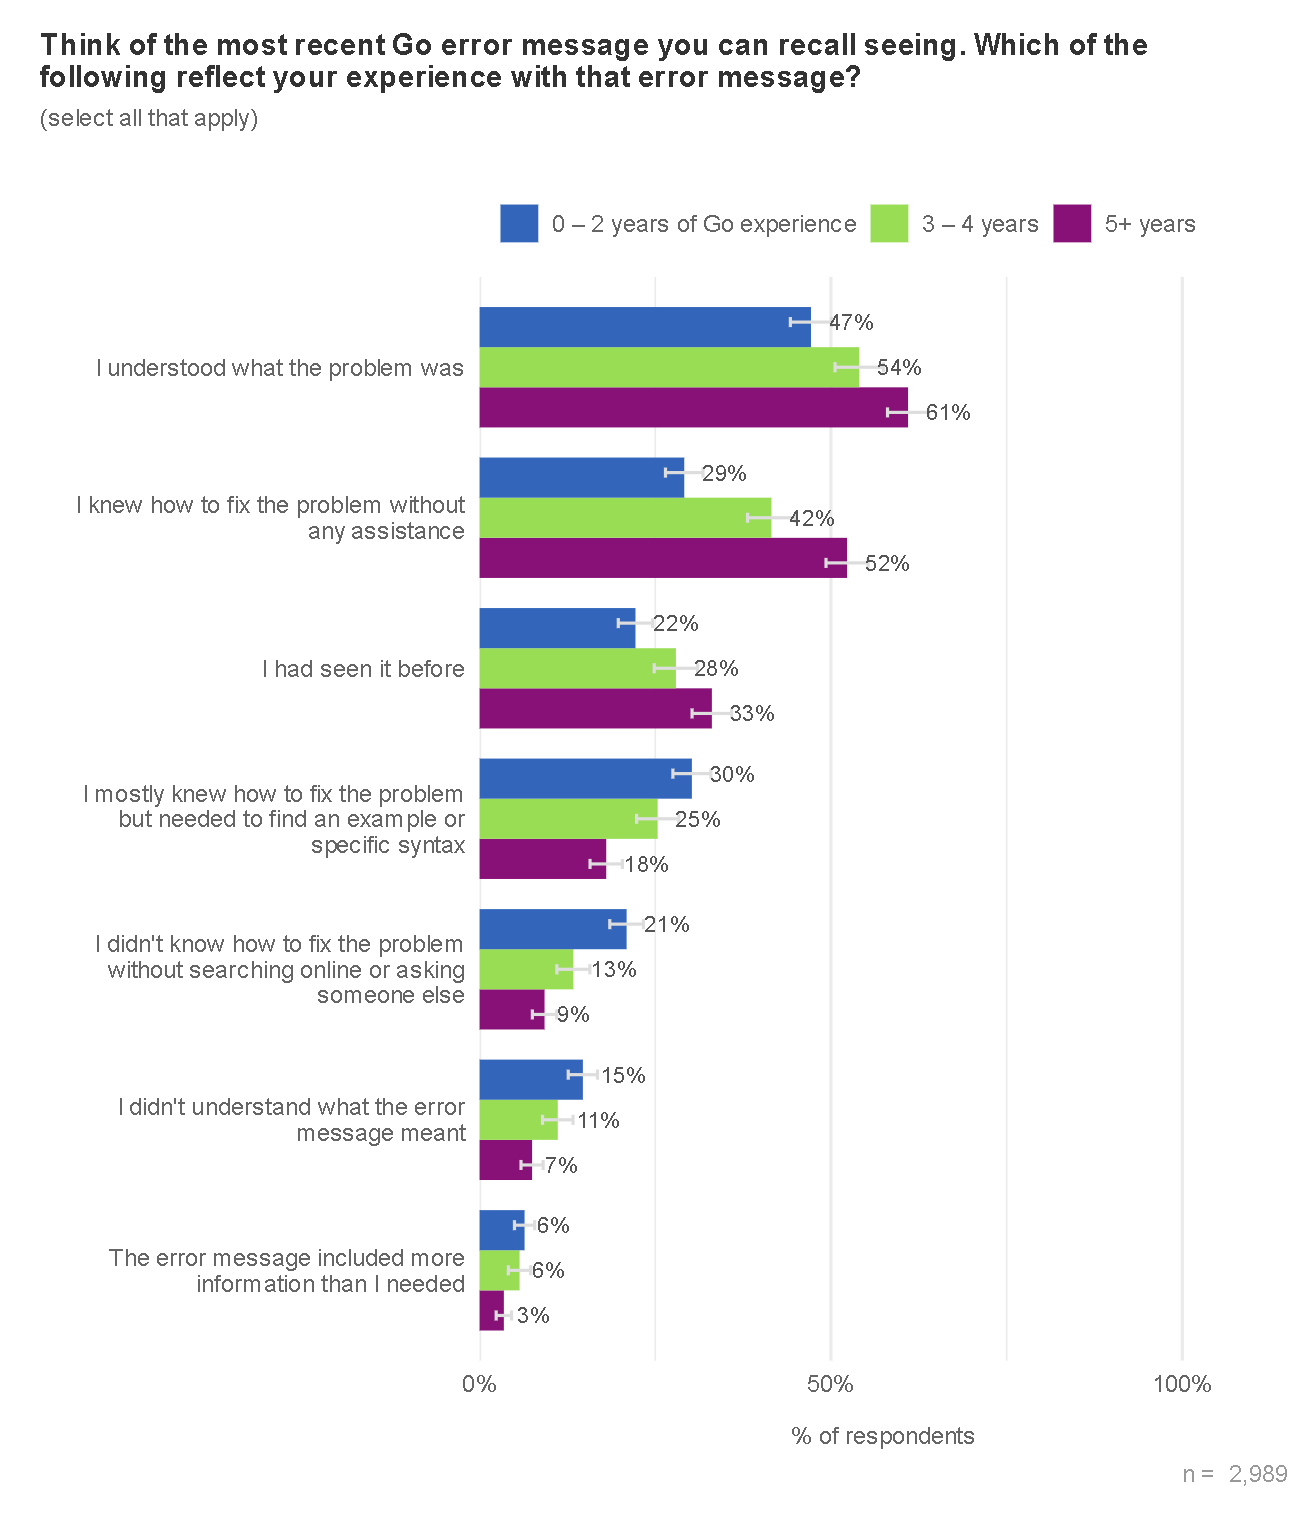 Think of the most recent Go error message you can recall seeing. Which of the
following reflect your experience with that error message?
(select all that apply)
0 – 2 years of Go experience
3 – 4 years
5+ years
I understood what the problem was
47%
54%
61%
I knew how to fix the problem without
any assistance
29%
42%
52%
I had seen it before
22%
28%
33%
I mostly knew how to fix the problem
but needed to find an example or
specific syntax
30%
25%
18%
I didn't know how to fix the problem
without searching online or asking
someone else
21%
13%
9%
I didn't understand what the error
message meant
15%
11%
7%
The error message included more
information than I needed
6%
6%
3%
0%
50%
100%
% of respondents
n = 2,989